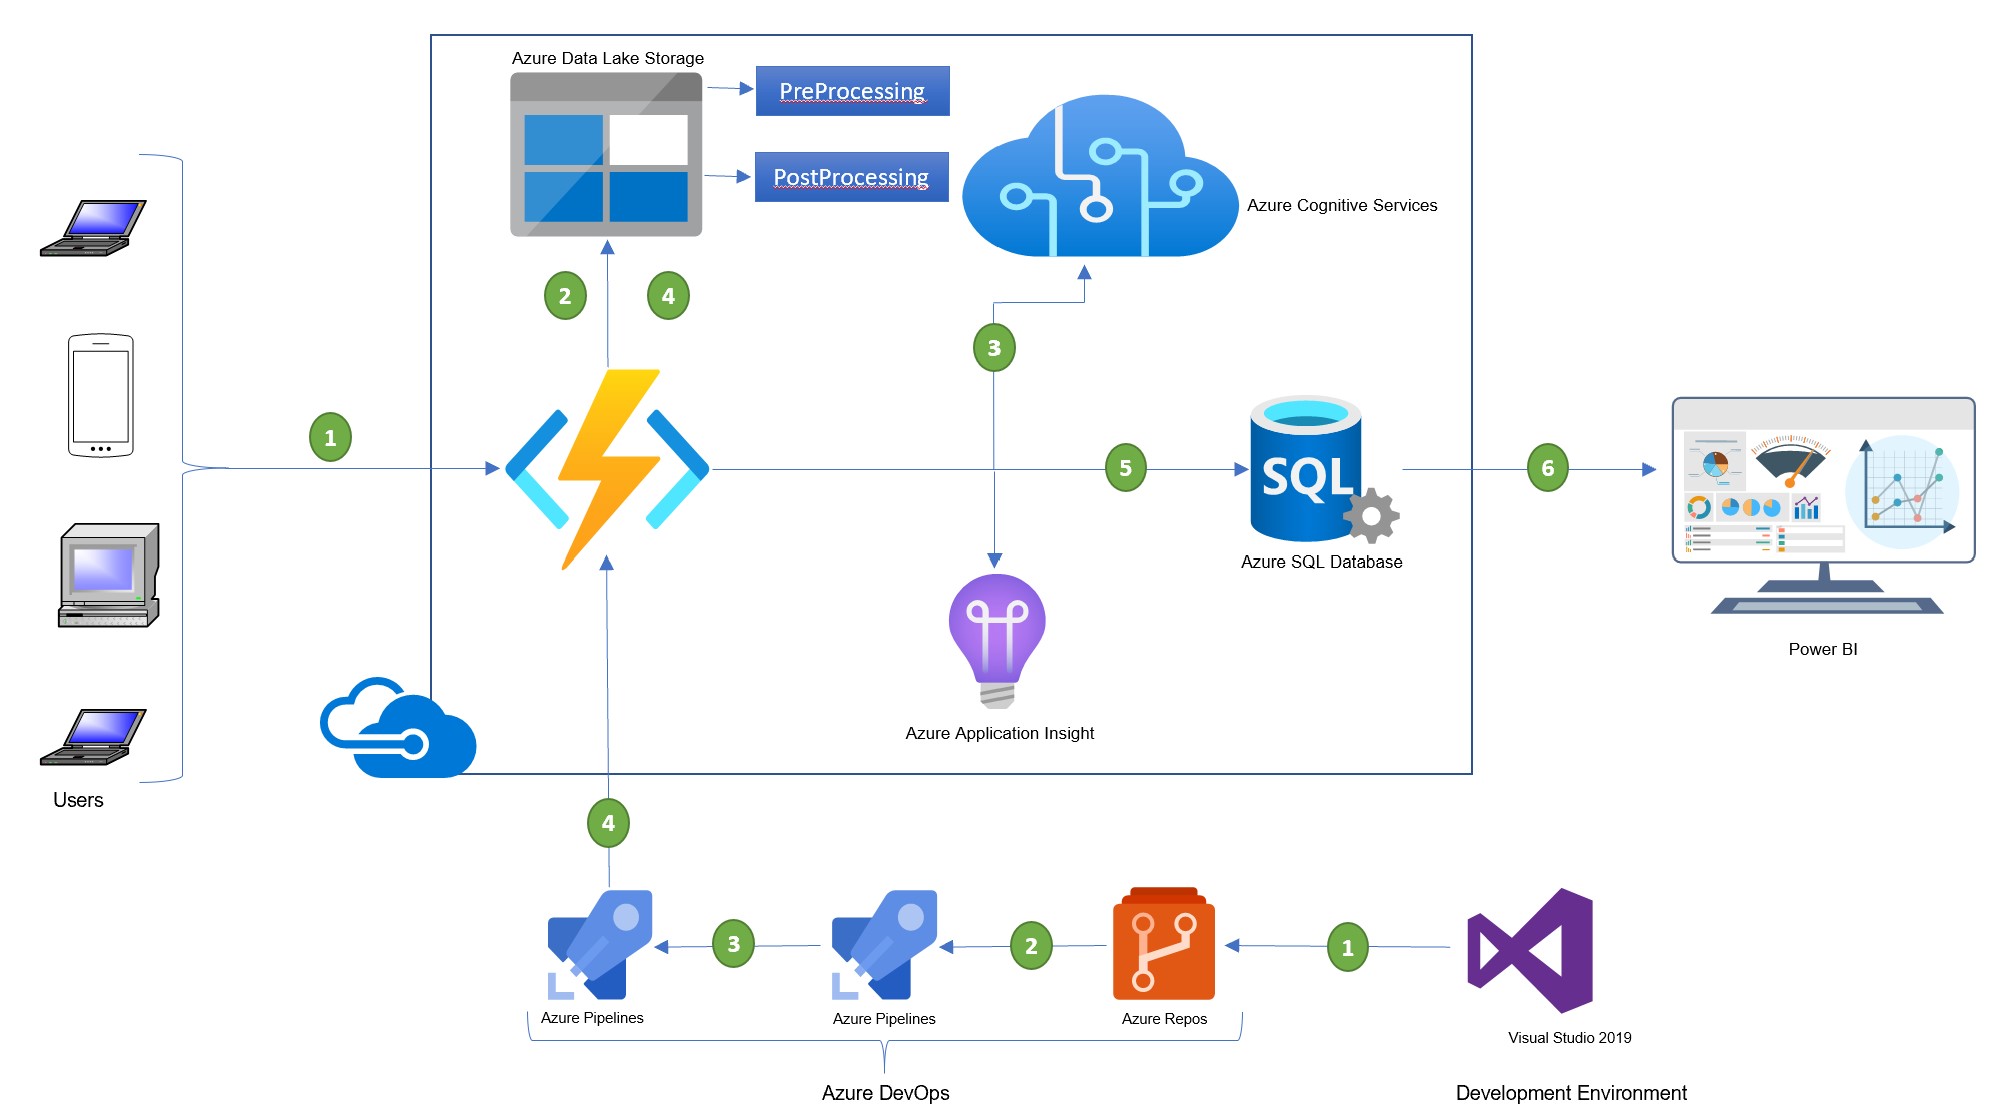 Azure Data Lake Storage
PreProcessing
PostProcessing
Azure Cognitive Services
2
4
3
1
5
6
SQL
Azure SQL Database
Power BI
Azure Application Insight
Users
4
3
2
1
Azure Pipelines
Azure Pipelines
Azure Repos
Visual Studio 2019
Azure DevOps
Development Environment